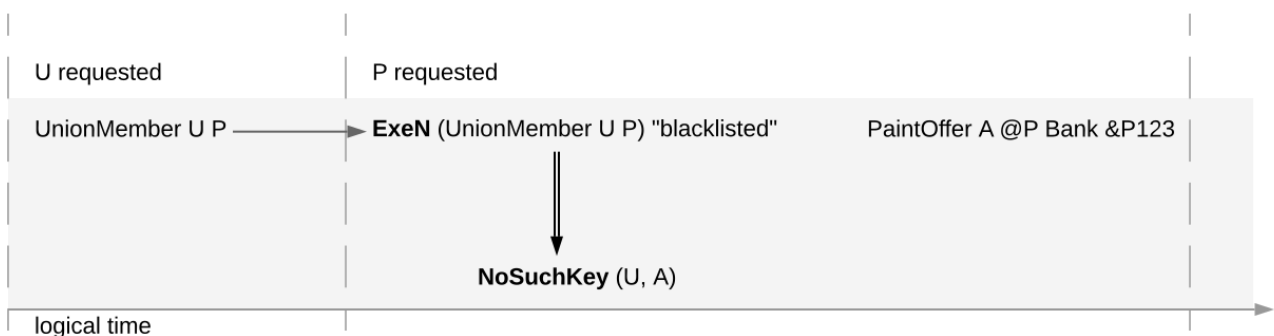 U requested P requested
UnionMember U P ExeN (UnionMember U P) "blacklisted" PaintOffer A @P Bank &P123
NoSuchKey (U, A)
logical time